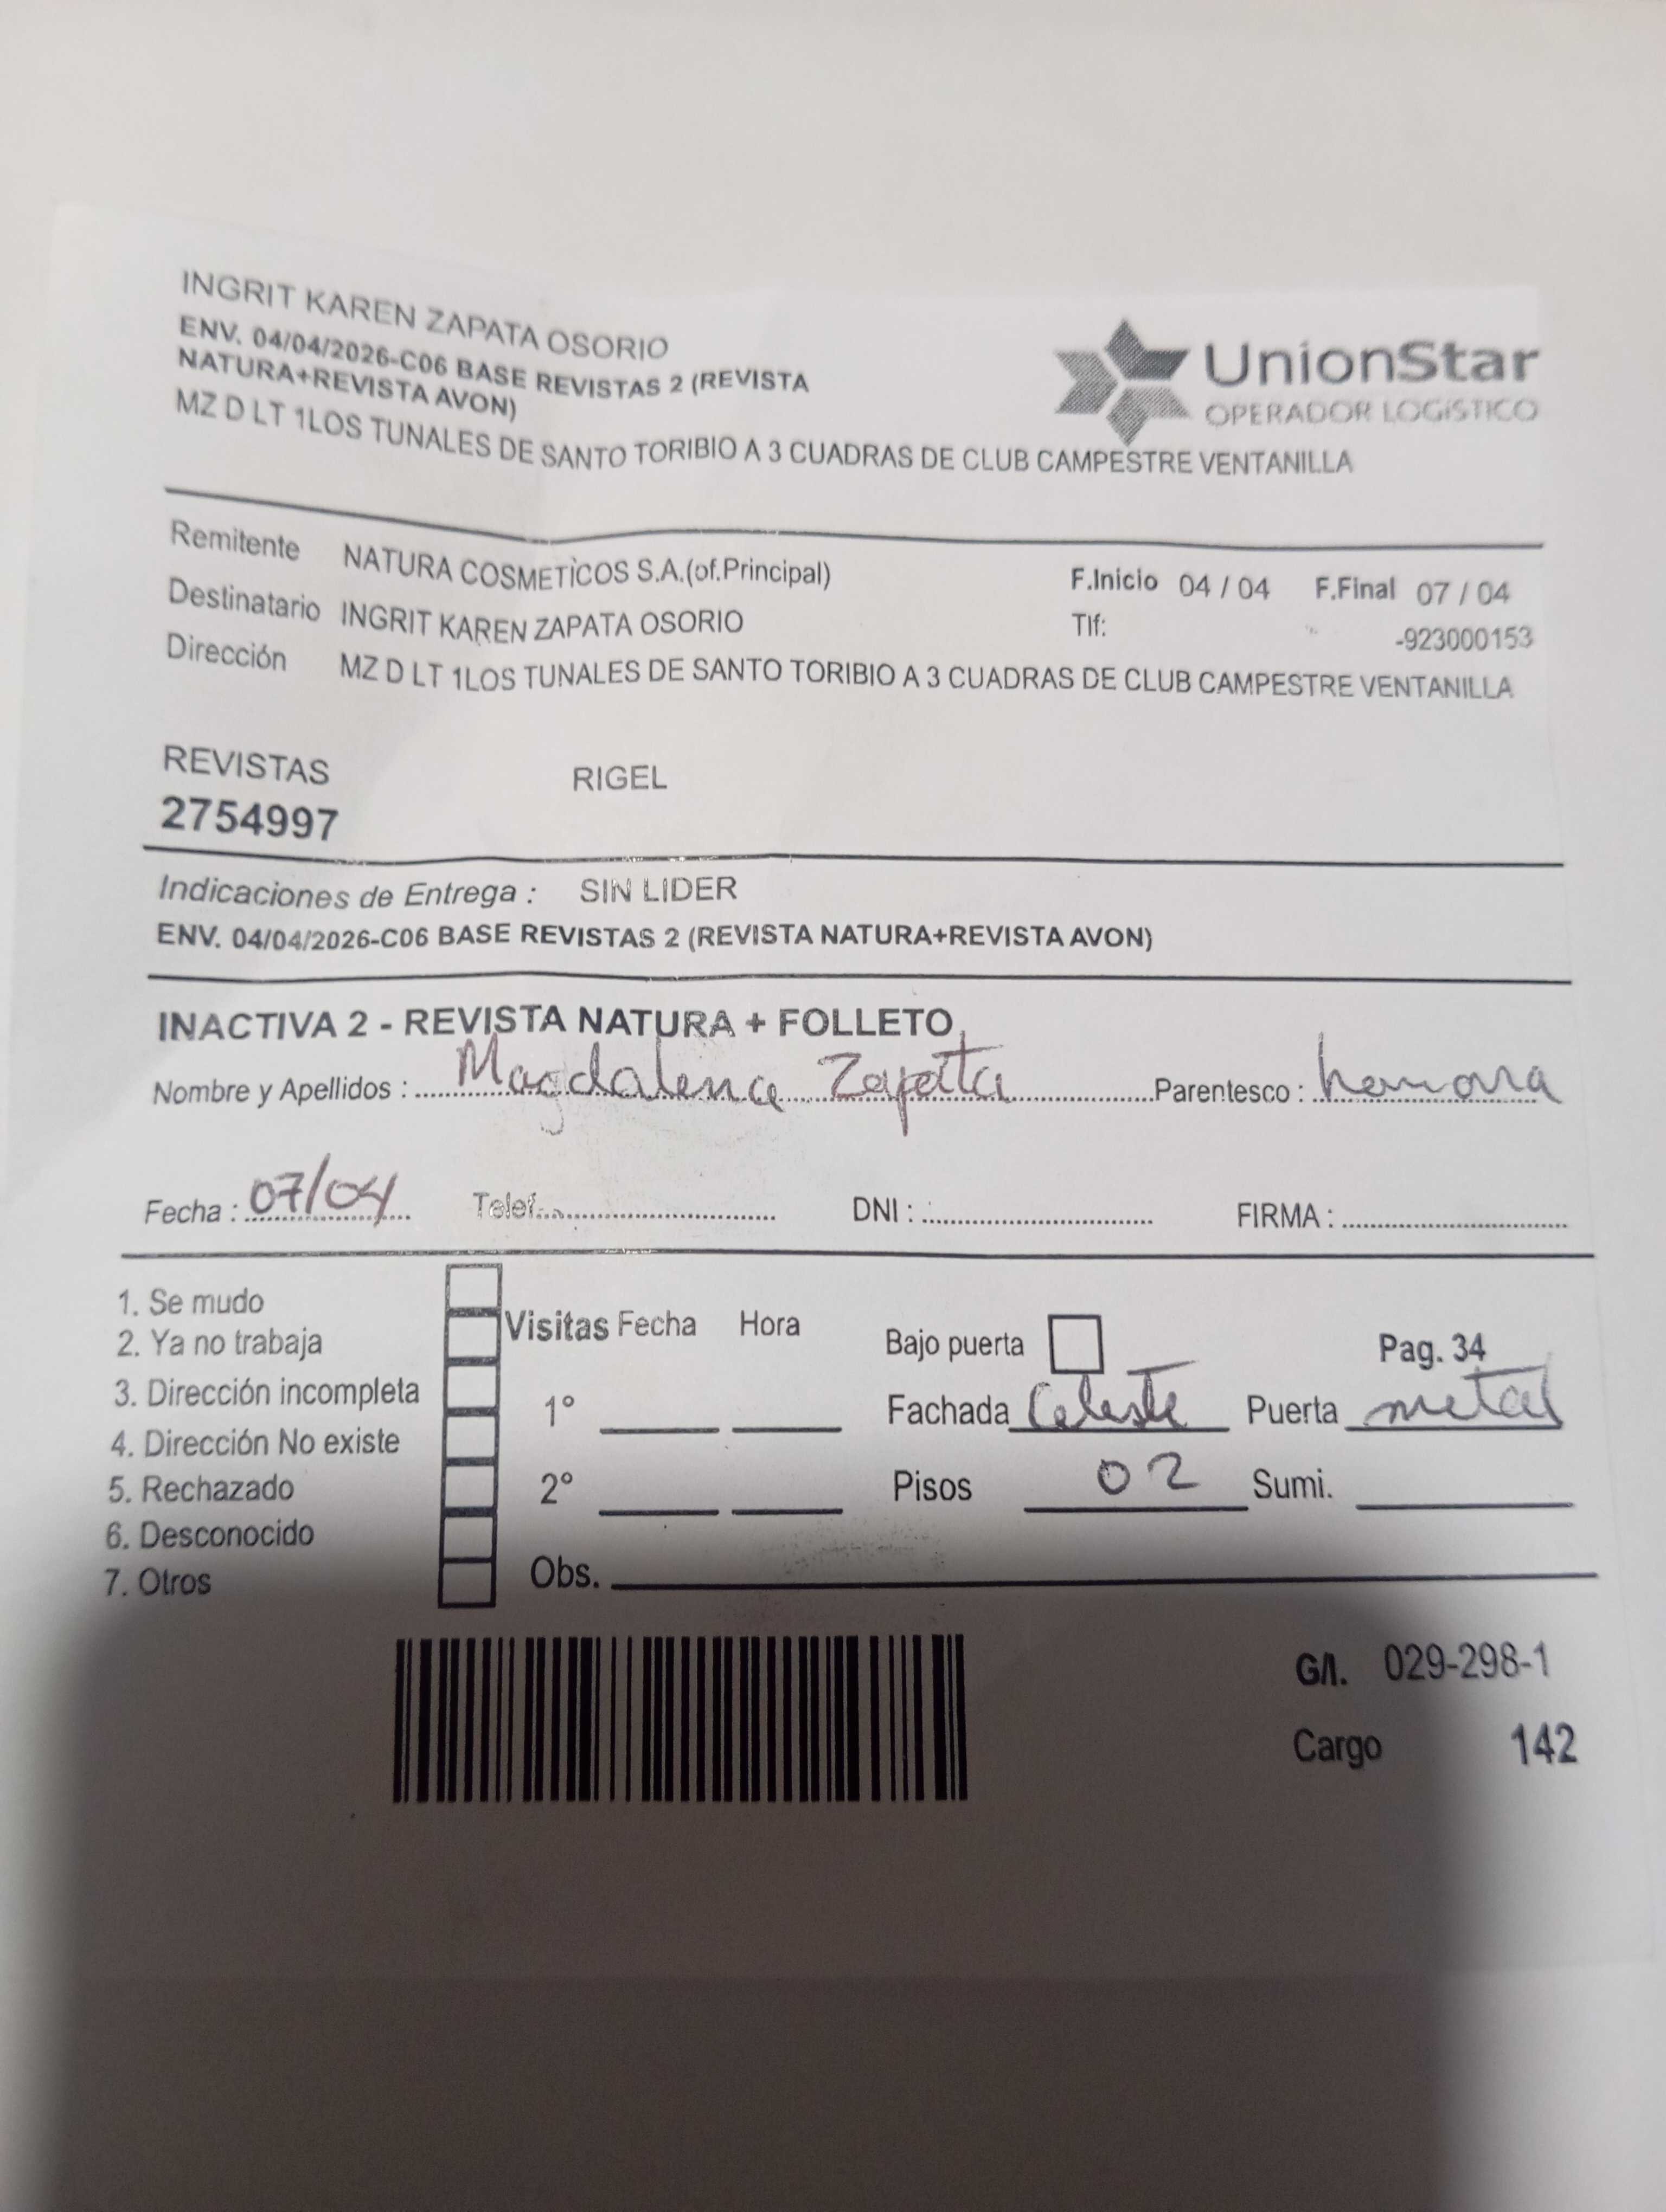 INGRIT KAREN ZAPATA OSORIO
ENV. 04/04/2026-C06 BASE REVISTAS 2 (REVISTA
NATURA+REVISTA AVON)
MZ D LT 1LOS TUNALES DE SANTO TORIBIO A 3 CUADRAS DE CLUB CAMPESTRE VENTANILLA
UnionStar
OPERADOR LOGÍSTICO
Remitente NATURA COSMETICOS S.A.(of.Principal) F.Inicio 04 / 04 F.Final 07 / 04
Destinatario INGRIT KAREN ZAPATA OSORIO Tlf: -923000153
Dirección MZ D LT 1LOS TUNALES DE SANTO TORIBIO A 3 CUADRAS DE CLUB CAMPESTRE VENTANILLA
REVISTAS RIGEL
2754997
Indicaciones de Entrega : SIN LIDER
ENV. 04/04/2026-C06 BASE REVISTAS 2 (REVISTA NATURA+REVISTA AVON)
INACTIVA 2 - REVISTA NATURA + FOLLETO
Nombre y Apellidos : Magdalena Zapata Parentesco :
Fecha : 07/04 Telef. DNI : FIRMA :
1. Se mudo
2. Ya no trabaja
3. Dirección incompleta
4. Dirección No existe
5. Rechazado
6. Desconocido
7. Otros
Visitas Fecha Hora
1°
2°
Obs.
Bajo puerta Pag. 34
Fachada Celeste Puerta metal
Pisos 02 Sumi.
G/I. 029-298-1
Cargo 142